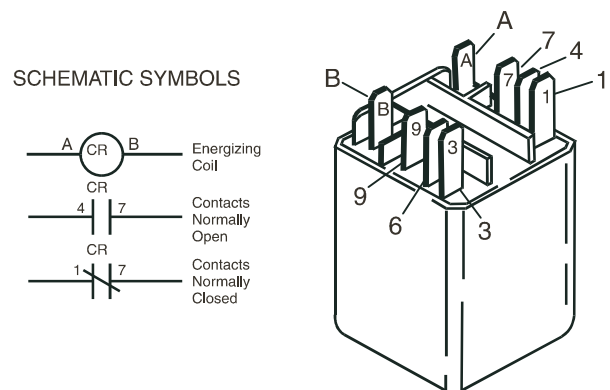 SCHEMATIC SYMBOLS
A CR B
Energizing
Coil
CR
4 7
Contacts
Normally
Open
CR
1 7
Contacts
Normally
Closed
A
7
4
1
B
A
7
1
B
9
3
9
6
3